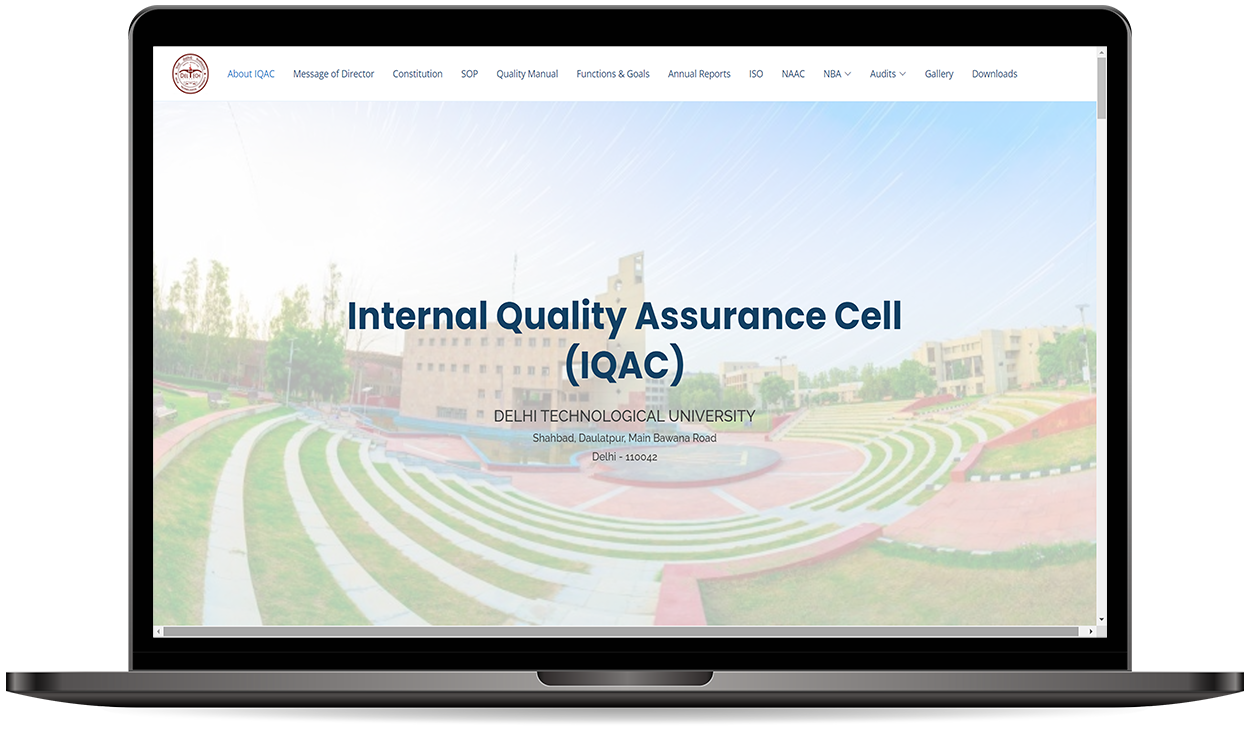 About IQAC Message of Director Constitution SOP Quality Manual Functions & Goals Annual Reports ISO NAAC NBA Audits Gallery Downloads
Internal Quality Assurance Cell
(IQAC)
DELHI TECHNOLOGICAL UNIVERSITY
Shahbad, Daulatpur, Main Bawana Road
Delhi - 110042